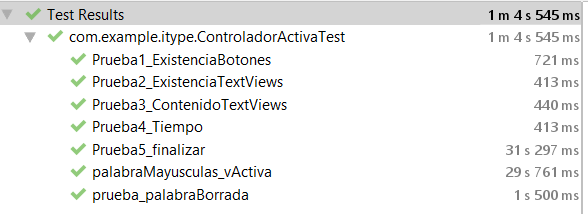 Test Results 1 m 4 s 545 ms
com.example.itype.ControladorActivaTest 1 m 4 s 545 ms
Prueba1_ExistenciaBotones 721 ms
Prueba2_ExistenciaTextViews 413 ms
Prueba3_ContenidoTextViews 440 ms
Prueba4_Tiempo 413 ms
Prueba5_finalizar 31 s 297 ms
palabraMayusculas_vActiva 29 s 761 ms
prueba_palabraBorrada 1 s 500 ms